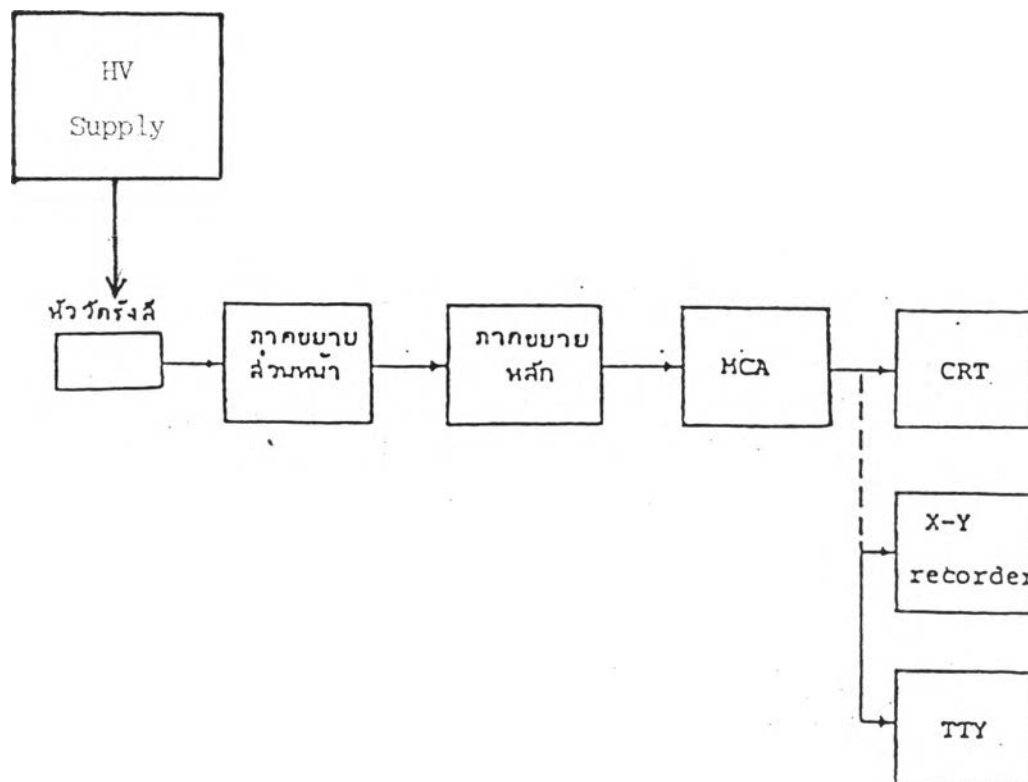 HV
Supply
หัววัดรังสี
ภาคขยาย
ส่วนหน้า
ภาคขยาย
หลัก
MCA
CRT
X-Y
recorder
TTY